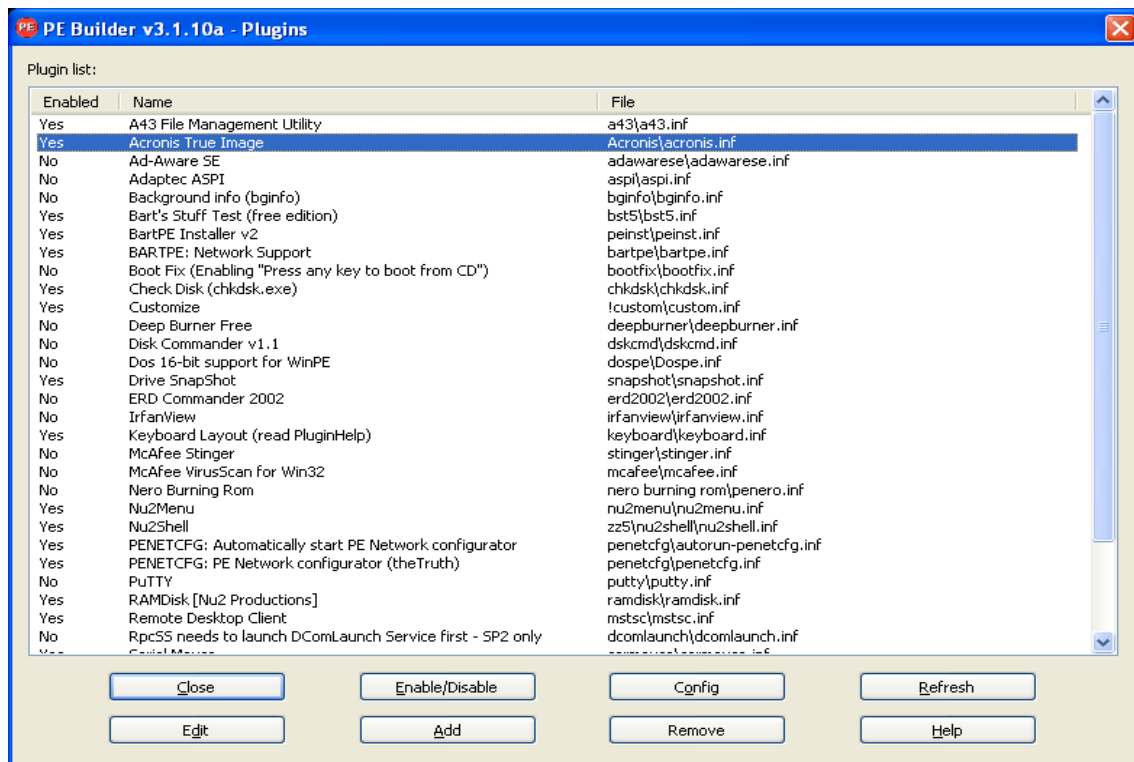 PE Builder v3.1.10a - Plugins
Plugin list:
Enabled Name File
Yes A43 File Management Utility a43\a43.inf
Yes Acronis True Image Acronis\acronis.inf
No Ad-Aware SE adawarese\adawarese.inf
No Adaptec ASPI aspi\aspi.inf
No Background info (bginfo) bginfo\bginfo.inf
Yes Bart's Stuff Test (free edition) bst5\bst5.inf
Yes BartPE Installer v2 peinst\peinst.inf
Yes BARTPE: Network Support bartpe\bartpe.inf
No Boot Fix (Enabling "Press any key to boot from CD") bootfix\bootfix.inf
Yes Check Disk (chkdsk.exe) chkdsk\chkdsk.inf
Yes Customize !custom\custom.inf
No Deep Burner Free deepburner\deepburner.inf
No Disk Commander v1.1 dskcmd\dskcmd.inf
No Dos 16-bit support for WinPE dospe\Dospe.inf
Yes Drive SnapShot snapshot\snapshot.inf
No ERD Commander 2002 erd2002\erd2002.inf
No IrfanView irfanview\irfanview.inf
Yes Keyboard Layout (read PluginHelp) keyboard\keyboard.inf
No McAfee Stinger stinger\stinger.inf
No McAfee VirusScan for Win32 mcafee\mcafee.inf
No Nero Burning Rom nero burning rom\penero.inf
Yes Nu2Menu nu2menu\nu2menu.inf
Yes Nu2Shell zz5\nu2shell\nu2shell.inf
Yes PENETCFG: Automatically start PE Network configurator penetcfg\autorun-penetcfg.inf
Yes PENETCFG: PE Network configurator (theTruth) penetcfg\penetcfg.inf
No PuTTY putty\putty.inf
Yes RAMDisk [Nu2 Productions] ramdisk\ramdisk.inf
Yes Remote Desktop Client mstsc\mstsc.inf
No RpcSS needs to launch DComLaunch Service first - SP2 only dcomlaunch\dcomlaunch.inf
Close Enable/Disable Config Refresh
Edit Add Remove Help